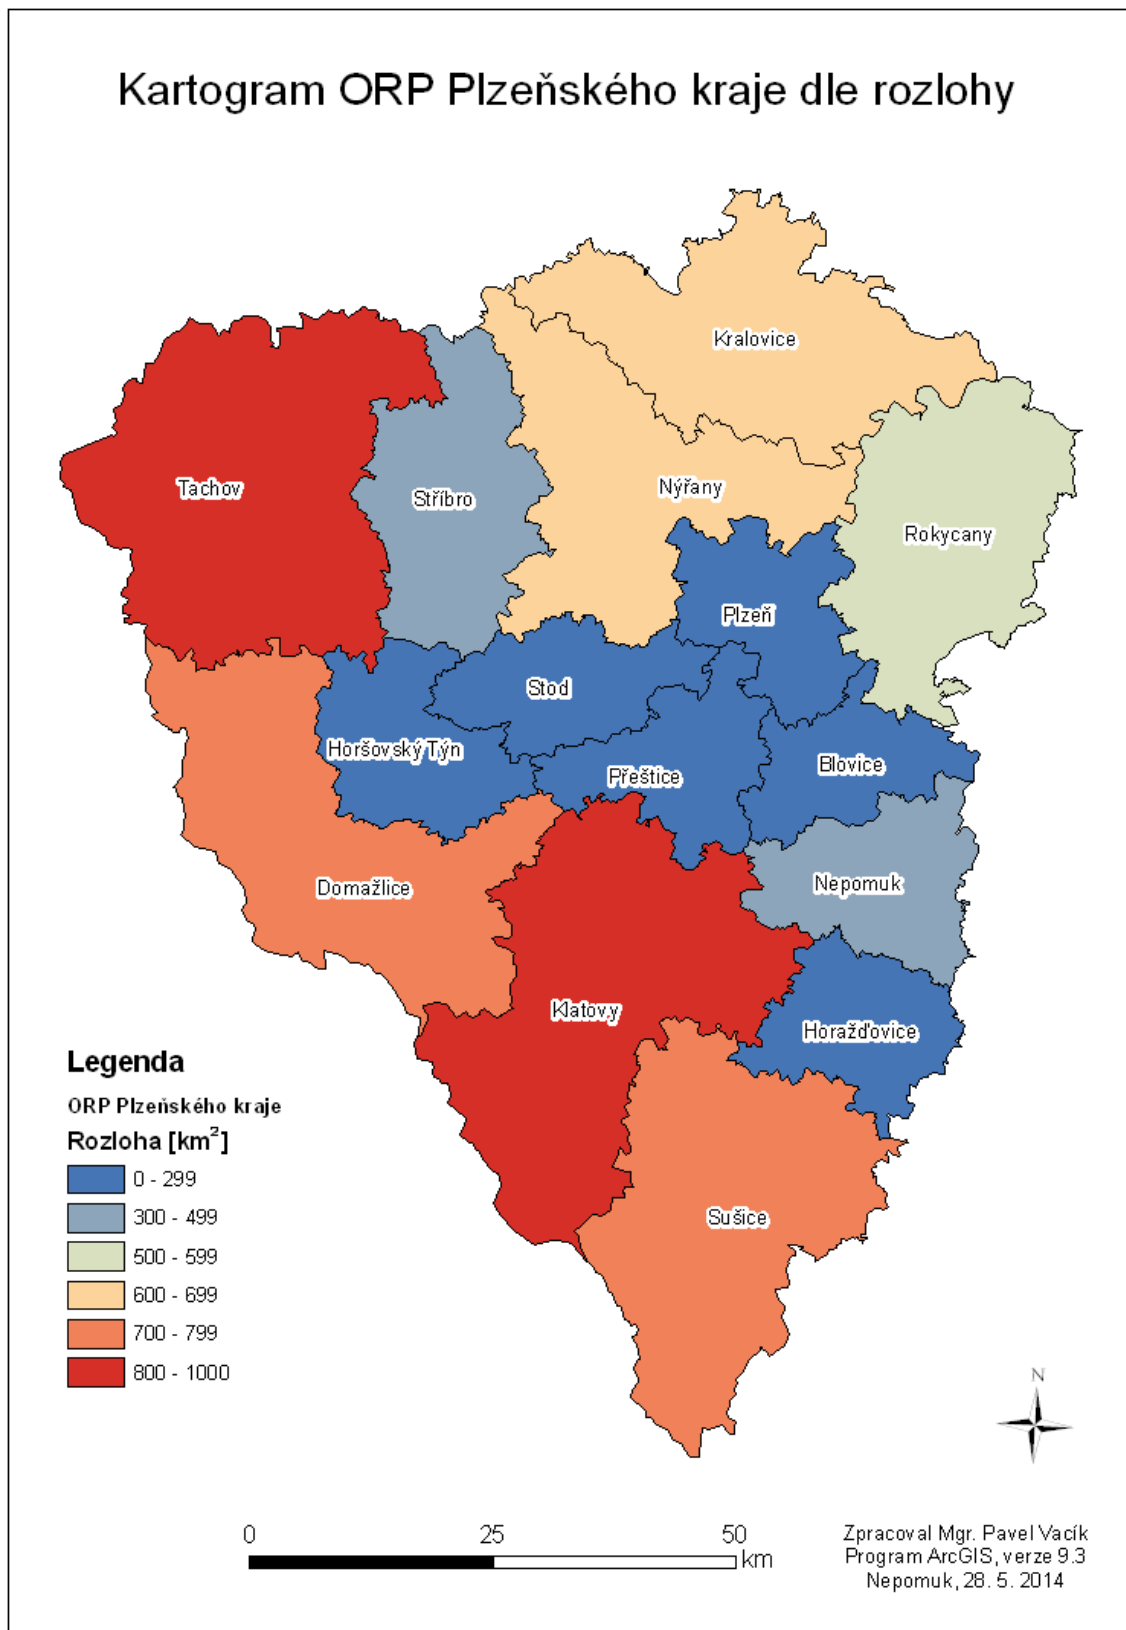 Kartogram ORP Plzeňského kraje dle rozlohy
Kralovice
Tachov
Stříbro
Nýřany
Rokycany
Plzeň
Stod
Horšovský Týn
Přeštice
Blovice
Domažlice
Nepomuk
Klatovy
Horažďovice
Sušice
Legenda
ORP Plzeňského kraje
Rozloha [km²]
0 - 299
300 - 499
500 - 599
600 - 699
700 - 799
800 - 1000
N
0 25 50
km
Zpracoval Mgr. Pavel Vacík
Program ArcGIS, verze 9.3
Nepomuk, 28. 5. 2014